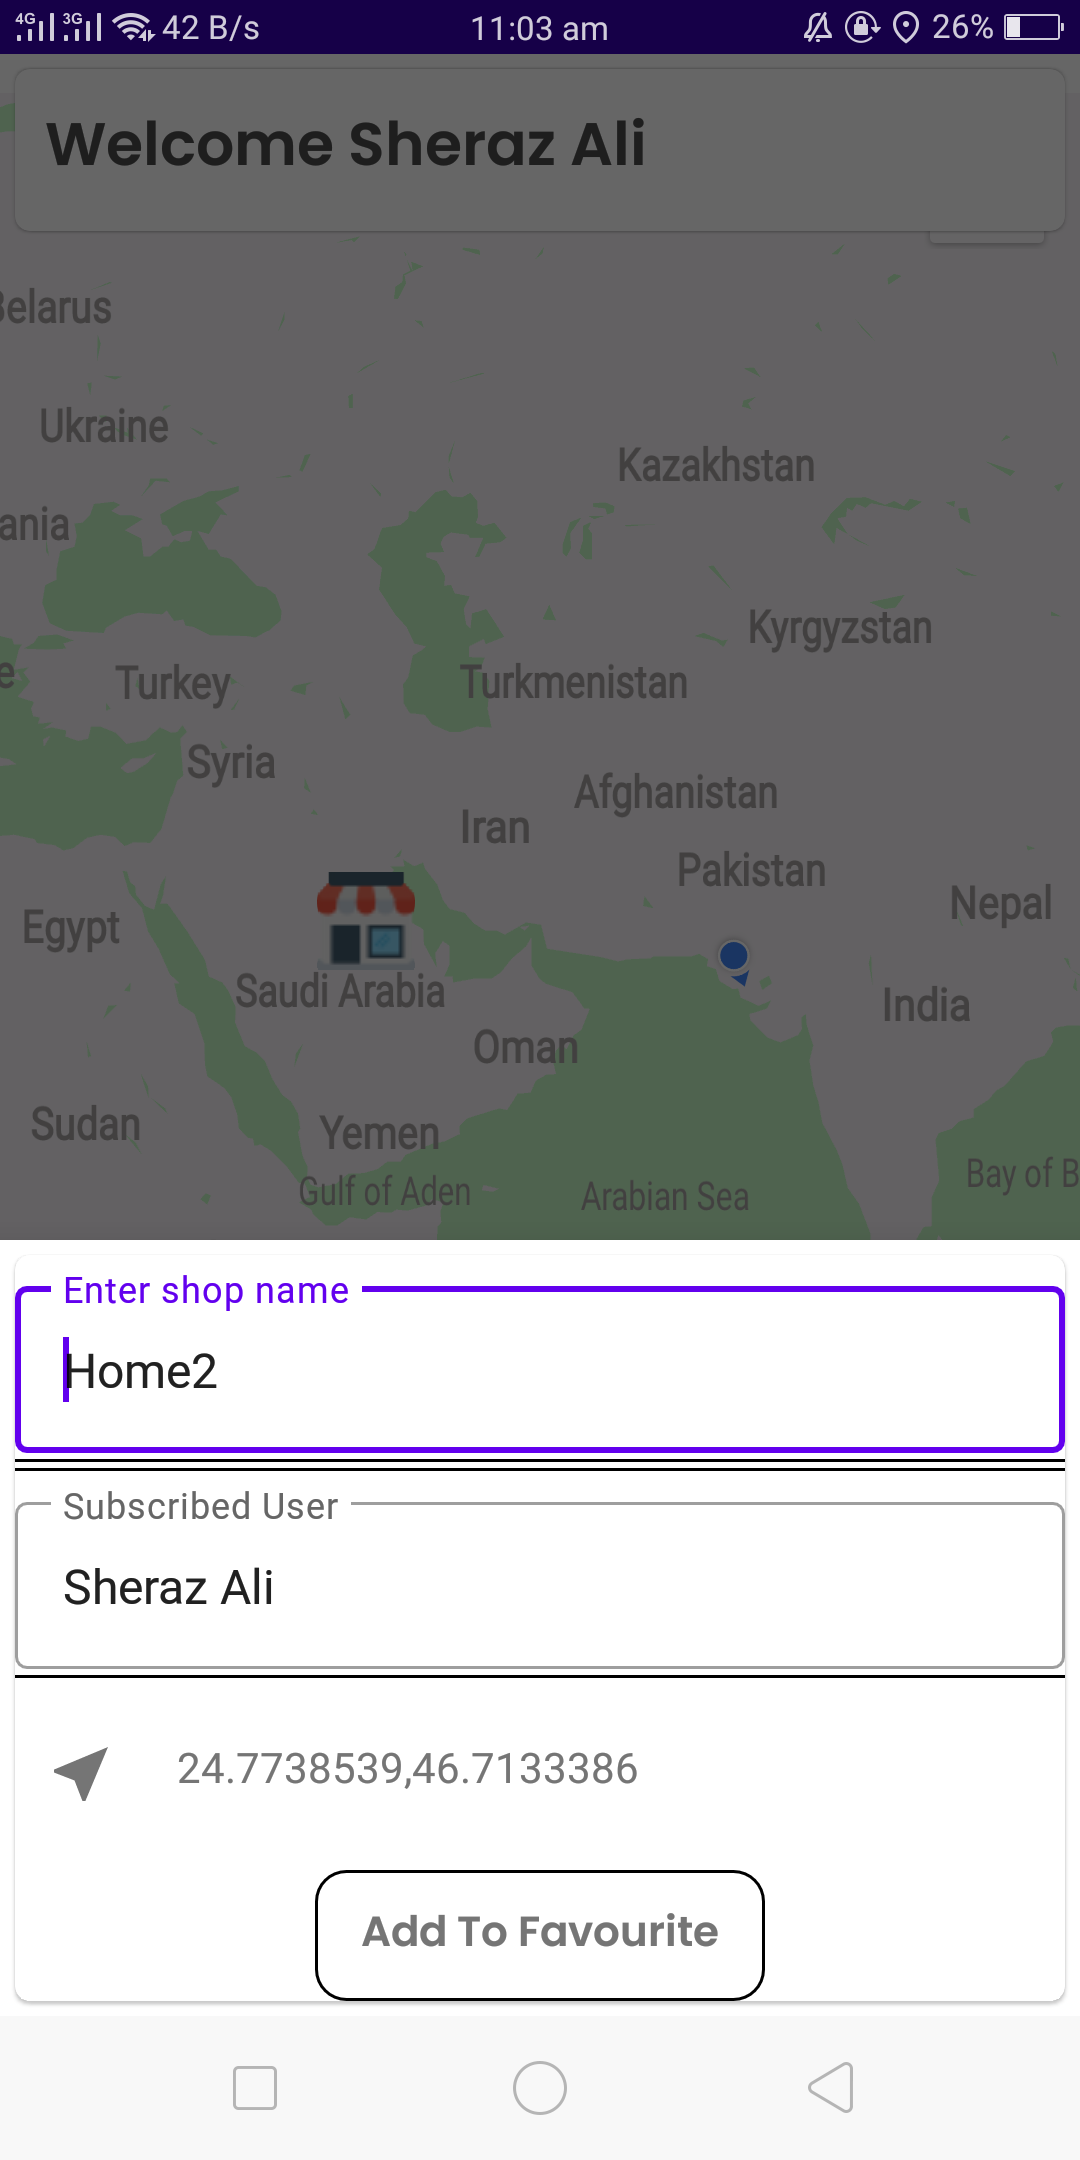 4G 3G 42 B/s 11:03 am 26%
Welcome Sheraz Ali
Belarus
Ukraine
Kazakhstan
ania
Kyrgyzstan
e Turkey Turkmenistan
Syria
Afghanistan
Iran
Pakistan
Nepal
Egypt
Saudi Arabia
India
Oman
Sudan
Yemen
Bay of B
Gulf of Aden
Arabian Sea
Enter shop name
Home2
Subscribed User
Sheraz Ali
24.7738539,46.7133386
Add To Favourite